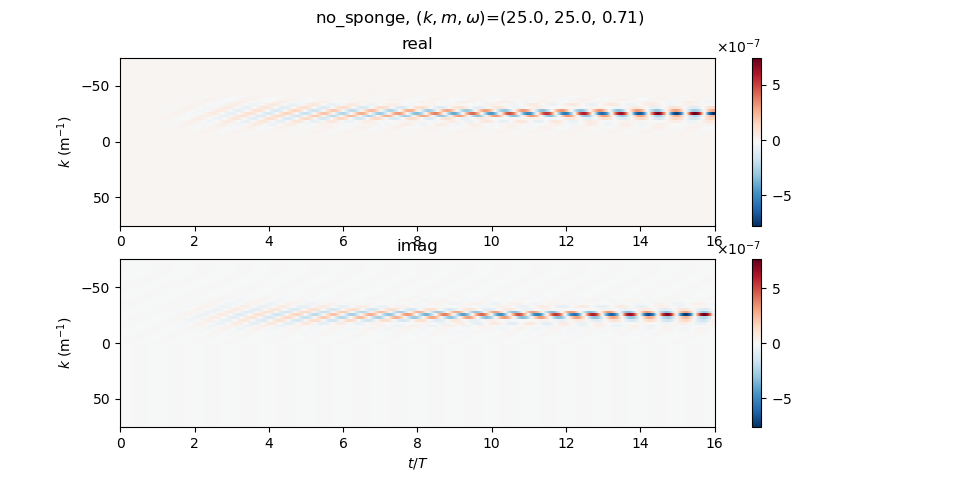 no_sponge, (k, m, ω)=(25.0, 25.0, 0.71)
real
×10⁻⁷
−50
0
50
k (m⁻¹)
5
0
−5
0 2 4 6 8 10 12 14 16
imag
×10⁻⁷
−50
0
50
k (m⁻¹)
5
0
−5
0 2 4 6 8 10 12 14 16
t/T